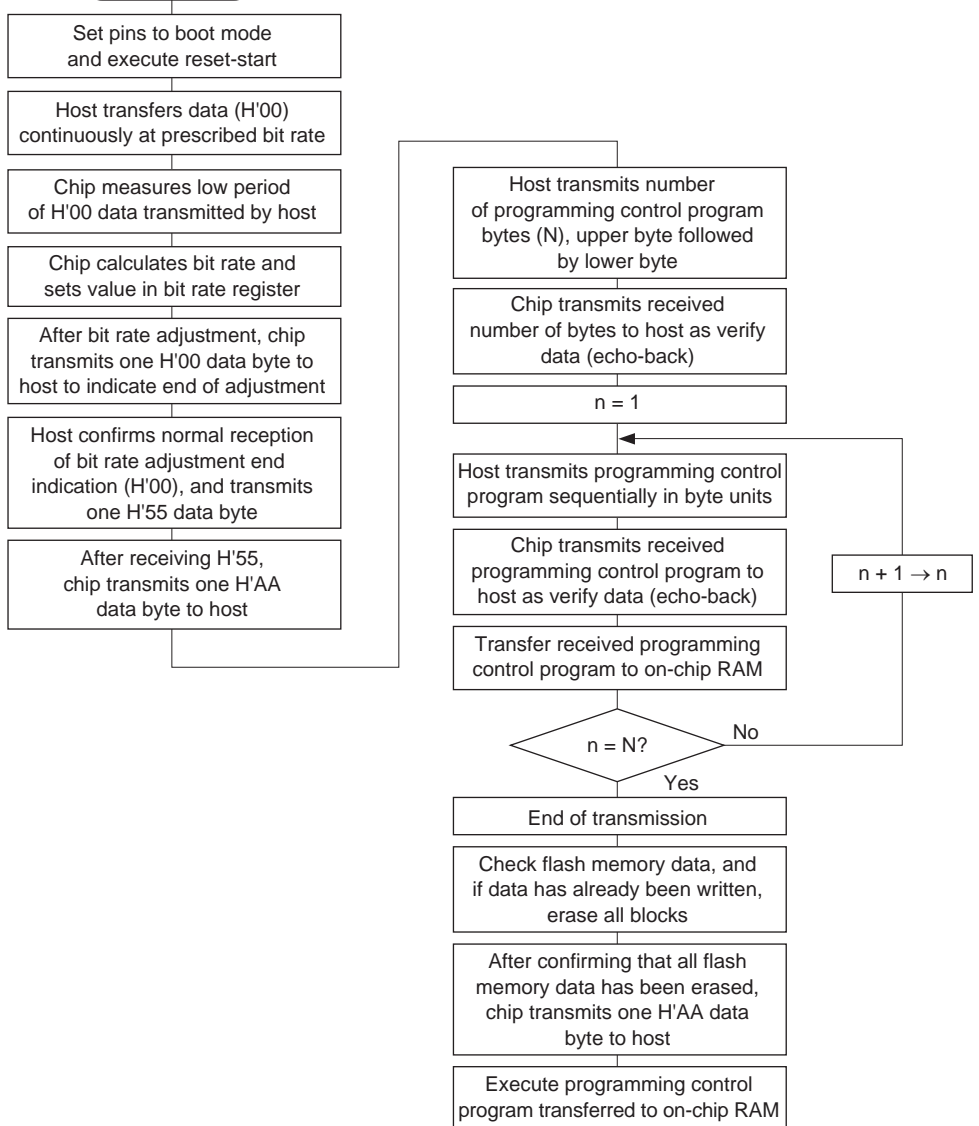 Set pins to boot mode
and execute reset-start
Host transfers data (H'00)
continuously at prescribed bit rate
Chip measures low period
of H'00 data transmitted by host
Chip calculates bit rate and
sets value in bit rate register
After bit rate adjustment, chip
transmits one H'00 data byte to
host to indicate end of adjustment
Host confirms normal reception
of bit rate adjustment end
indication (H'00), and transmits
one H'55 data byte
After receiving H'55,
chip transmits one H'AA
data byte to host
Host transmits number
of programming control program
bytes (N), upper byte followed
by lower byte
Chip transmits received
number of bytes to host as verify
data (echo-back)
n = 1
Host transmits programming control
program sequentially in byte units
Chip transmits received
programming control program to
host as verify data (echo-back)
n + 1 → n
Transfer received programming
control program to on-chip RAM
n = N?
No
Yes
End of transmission
Check flash memory data, and
if data has already been written,
erase all blocks
After confirming that all flash
memory data has been erased,
chip transmits one H'AA data
byte to host
Execute programming control
program transferred to on-chip RAM